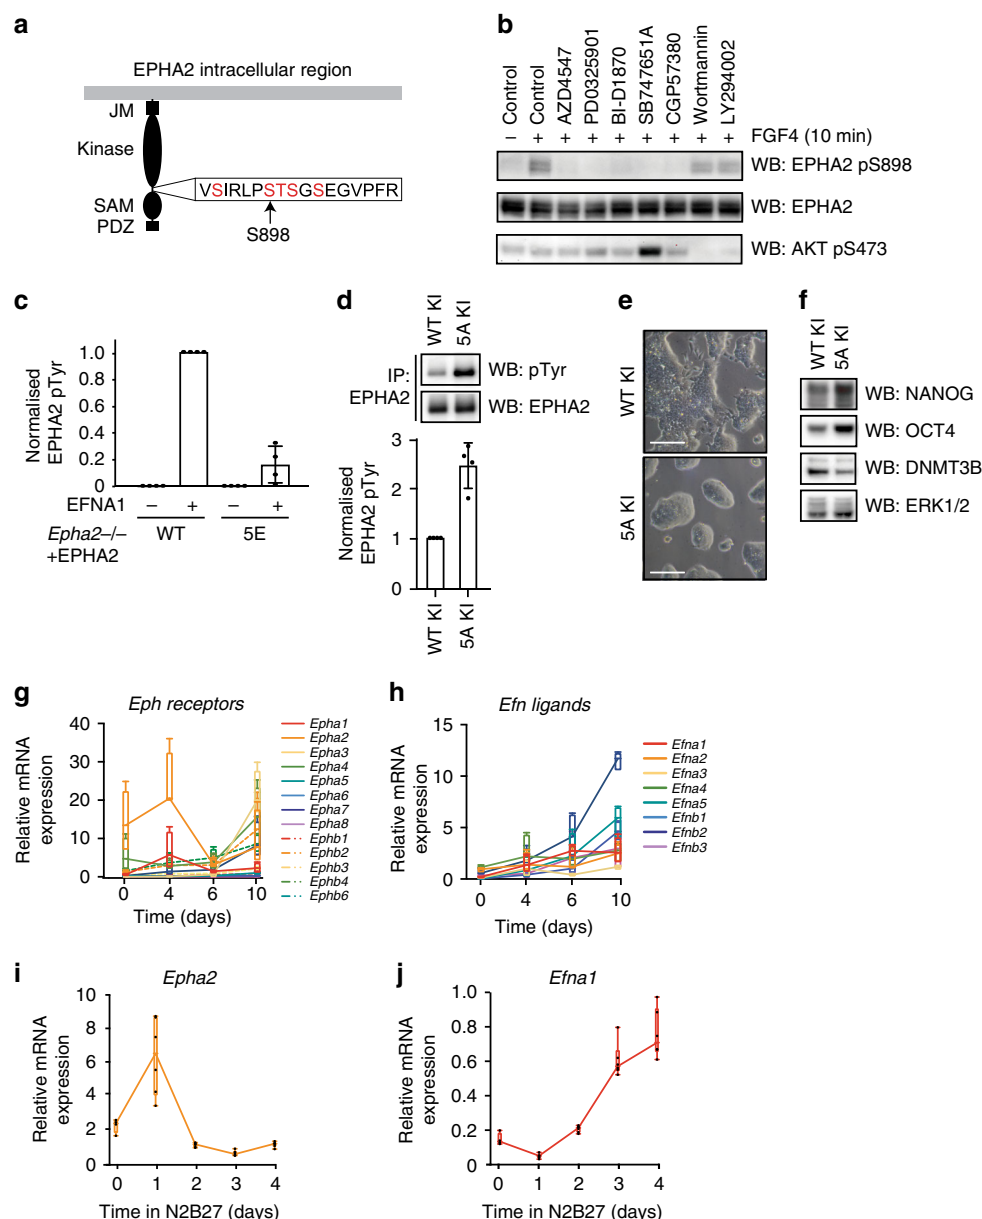 a
EPHA2 intracellular region
JM
Kinase
SAM
PDZ
VSIRLPSTSGSEGVPFR
S898
b
Control
Control
AZD4547
PD0325901
BI-D1870
SB747651A
CGP57380
Wortmannin
LY294002
– + + + + + + + + FGF4 (10 min)
WB: EPHA2 pS898
WB: EPHA2
WB: AKT pS473
c
Normalised
EPHA2 pTyr
1.0
0.8
0.6
0.4
0.2
0
EFNA1 – + – +
Epha2–/–
+EPHA2
WT 5E
d
WT KI
5A KI
IP:
EPHA2
WB: pTyr
WB: EPHA2
Normalised
EPHA2 pTyr
3
2
1
0
WT KI
5A KI
e
WT KI
5A KI
f
WT KI
5A KI
WB: NANOG
WB: OCT4
WB: DNMT3B
WB: ERK1/2
g
Eph receptors
Relative mRNA
expression
40
30
20
10
0
0 4 6 10
Time (days)
Epha1
Epha2
Epha3
Epha4
Epha5
Epha6
Epha7
Epha8
Ephb1
Ephb2
Ephb3
Ephb4
Ephb6
h
Efn ligands
Relative mRNA
expression
15
10
5
0
0 4 6 10
Time (days)
Efna1
Efna2
Efna3
Efna4
Efna5
Efnb1
Efnb2
Efnb3
i
Epha2
Relative mRNA
expression
10
8
6
4
2
0
0 1 2 3 4
Time in N2B27 (days)
j
Efna1
Relative mRNA
expression
1.0
0.8
0.6
0.4
0.2
0
0 1 2 3 4
Time in N2B27 (days)